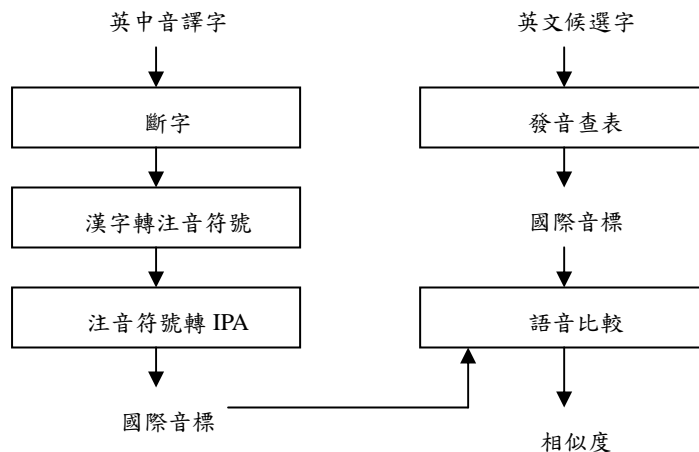 英中音譯字
斷字
漢字轉注音符號
注音符號轉 IPA
國際音標
英文候選字
發音查表
國際音標
語音比較
相似度